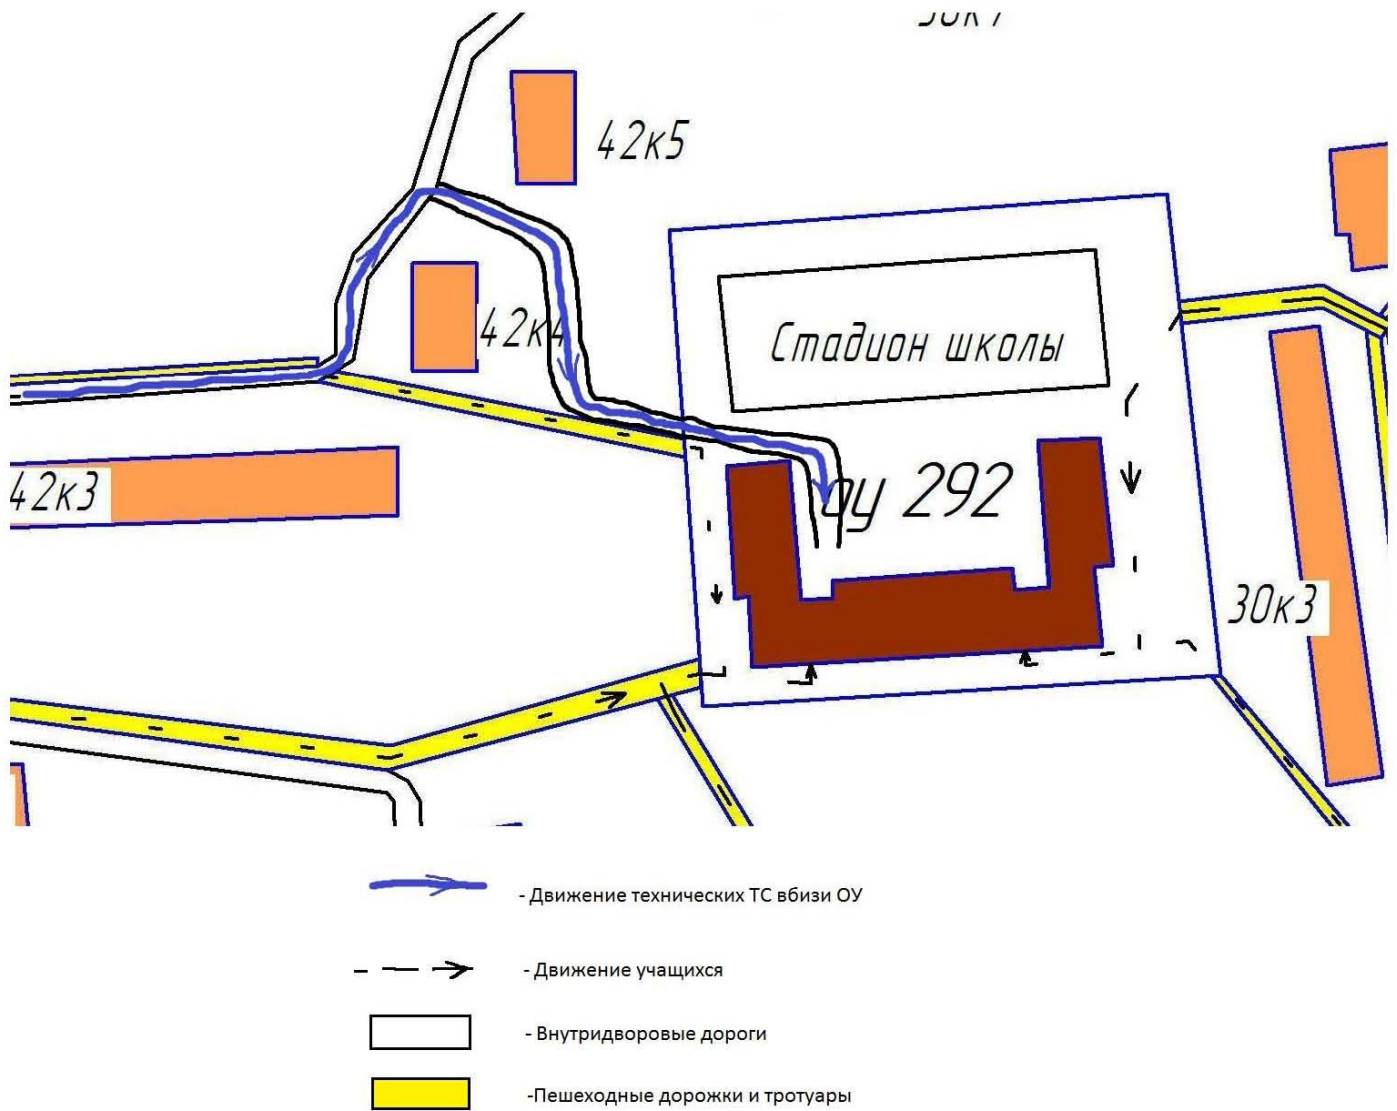 42к5
42к4
Стадион школы
42к3
оу 292
30к3
- Движение технических ТС вбизи ОУ
- Движение учащихся
- Внутридворовые дороги
-Пешеходные дорожки и тротуары